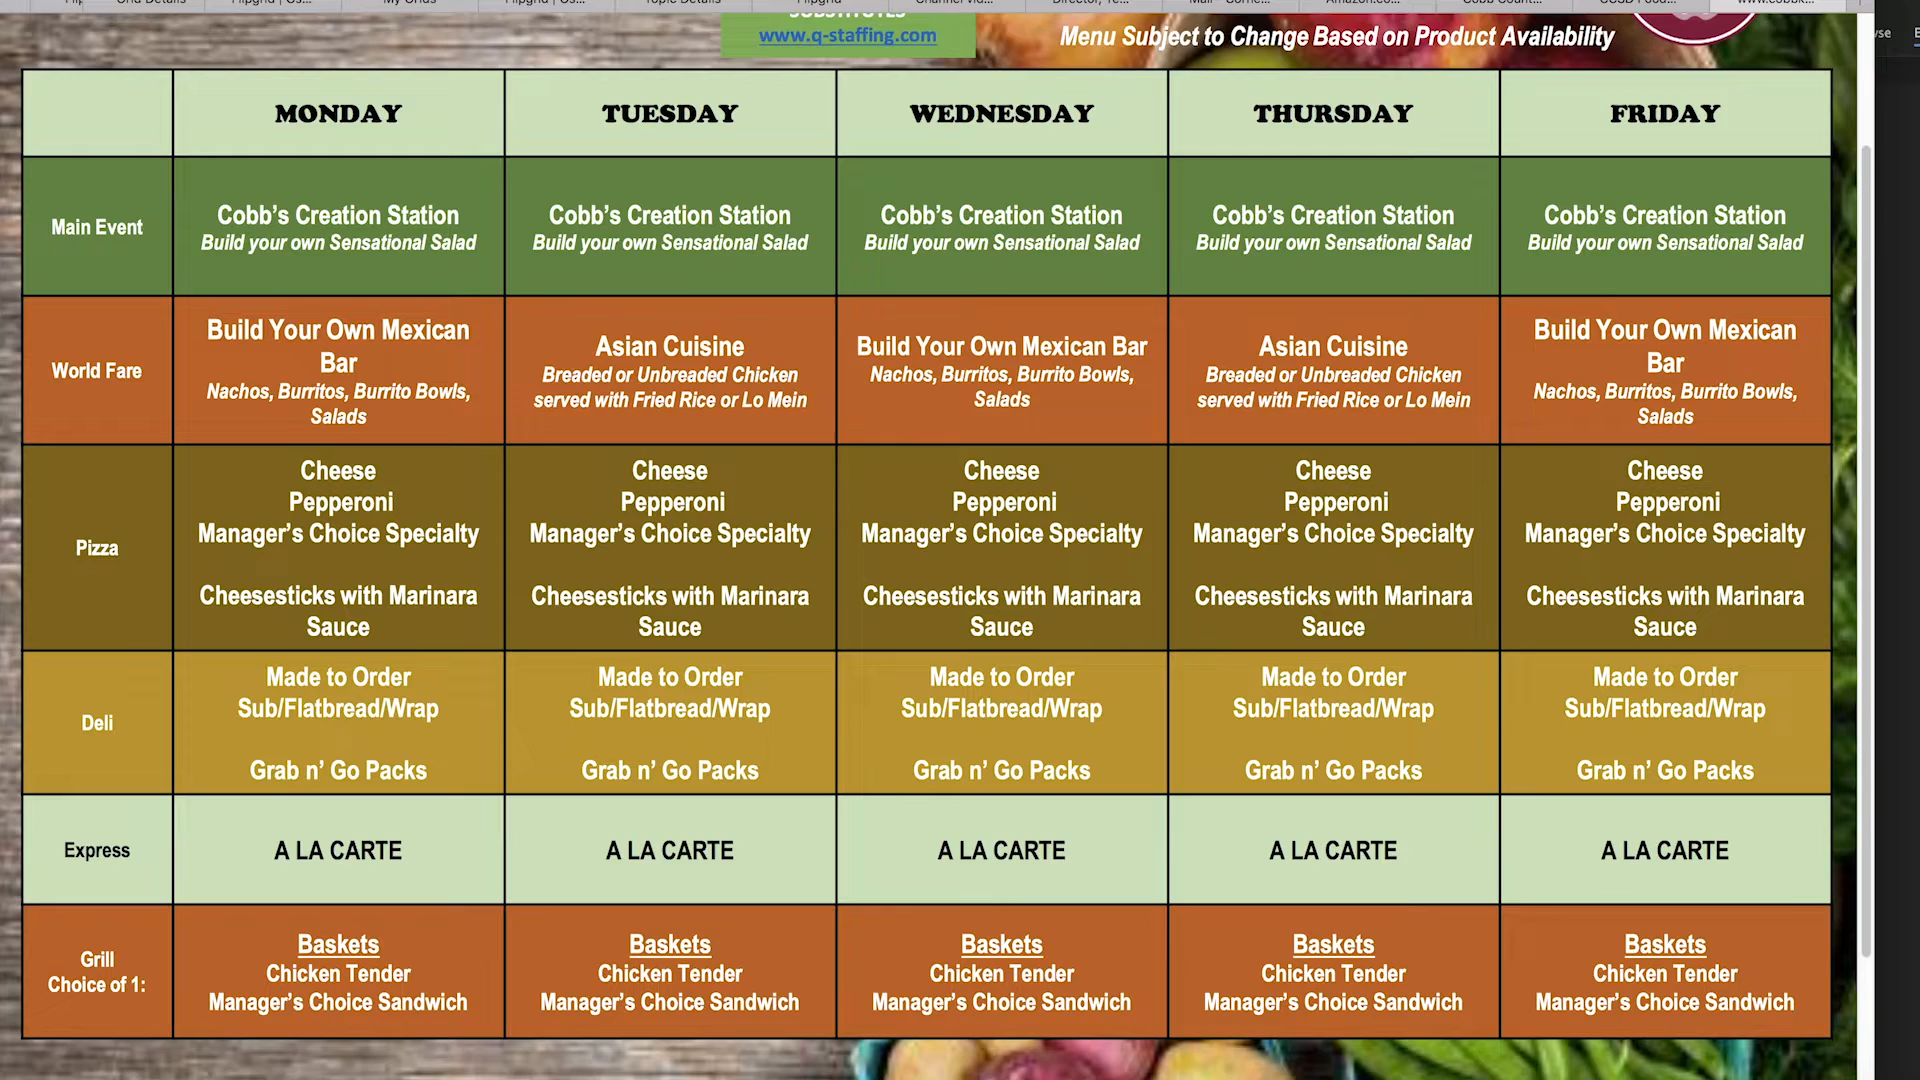 My Grids
Topic Details
Flipgrid
www.q-staffing.com
Menu Subject to Change Based on Product Availability
MONDAY TUESDAY WEDNESDAY THURSDAY FRIDAY
Main Event
Cobb's Creation Station
Build your own Sensational Salad
Cobb's Creation Station
Build your own Sensational Salad
Cobb's Creation Station
Build your own Sensational Salad
Cobb's Creation Station
Build your own Sensational Salad
Cobb's Creation Station
Build your own Sensational Salad
World Fare
Build Your Own Mexican
Bar
Nachos, Burritos, Burrito Bowls,
Salads
Asian Cuisine
Breaded or Unbreaded Chicken
served with Fried Rice or Lo Mein
Build Your Own Mexican Bar
Nachos, Burritos, Burrito Bowls,
Salads
Asian Cuisine
Breaded or Unbreaded Chicken
served with Fried Rice or Lo Mein
Build Your Own Mexican
Bar
Nachos, Burritos, Burrito Bowls,
Salads
Pizza
Cheese
Pepperoni
Manager's Choice Specialty
Cheesesticks with Marinara
Sauce
Cheese
Pepperoni
Manager's Choice Specialty
Cheesesticks with Marinara
Sauce
Cheese
Pepperoni
Manager's Choice Specialty
Cheesesticks with Marinara
Sauce
Cheese
Pepperoni
Manager's Choice Specialty
Cheesesticks with Marinara
Sauce
Cheese
Pepperoni
Manager's Choice Specialty
Cheesesticks with Marinara
Sauce
Deli
Made to Order
Sub/Flatbread/Wrap
Grab n' Go Packs
Made to Order
Sub/Flatbread/Wrap
Grab n' Go Packs
Made to Order
Sub/Flatbread/Wrap
Grab n' Go Packs
Made to Order
Sub/Flatbread/Wrap
Grab n' Go Packs
Made to Order
Sub/Flatbread/Wrap
Grab n' Go Packs
Express
A LA CARTE
A LA CARTE
A LA CARTE
A LA CARTE
A LA CARTE
Grill
Choice of 1:
Baskets
Chicken Tender
Manager's Choice Sandwich
Baskets
Chicken Tender
Manager's Choice Sandwich
Baskets
Chicken Tender
Manager's Choice Sandwich
Baskets
Chicken Tender
Manager's Choice Sandwich
Baskets
Chicken Tender
Manager's Choice Sandwich